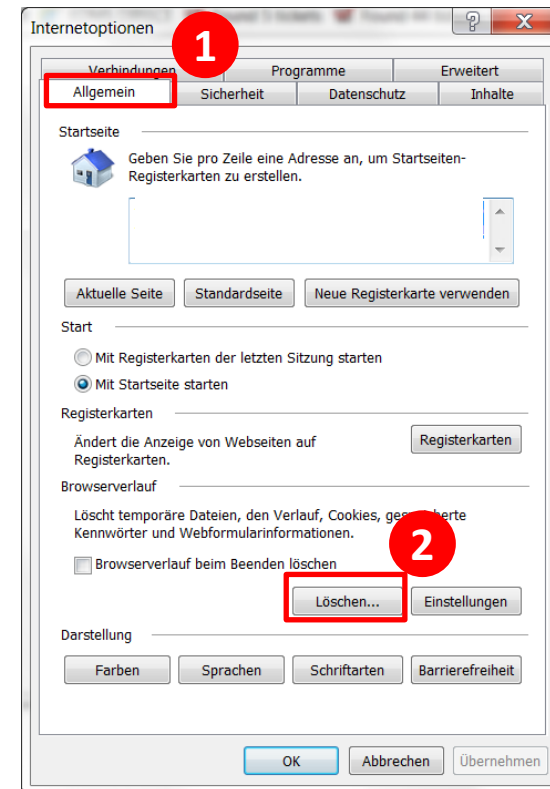 Internetoptionen
1
Verbindungen Programme Erweitert
Allgemein Sicherheit Datenschutz Inhalte
Startseite
Geben Sie pro Zeile eine Adresse an, um Startseiten-
Registerkarten zu erstellen.
Aktuelle Seite Standardseite Neue Registerkarte verwenden
Start
Mit Registerkarten der letzten Sitzung starten
Mit Startseite starten
Registerkarten
Ändert die Anzeige von Webseiten auf
Registerkarten.
Registerkarten
Browserverlauf
Löscht temporäre Dateien, den Verlauf, Cookies,
Kennwörter und Webformularinformationen.
2
Browserverlauf beim Beenden löschen
Löschen... Einstellungen
Darstellung
Farben Sprachen Schriftarten Barrierefreiheit
OK Abbrechen Übernehmen